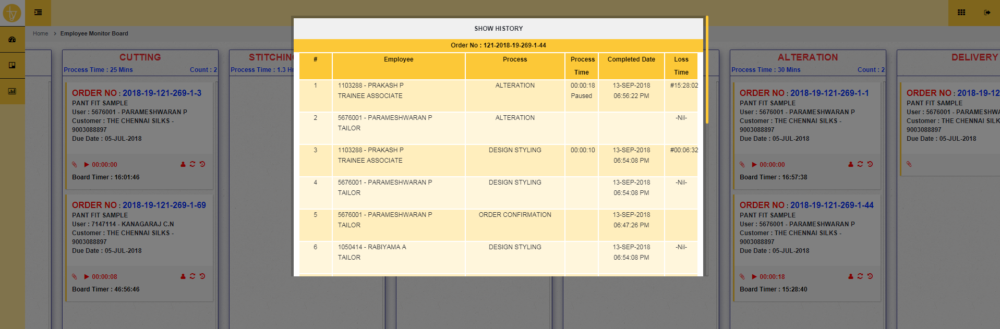 ty
Home > Employee Monitor Board
SHOW HISTORY
Order No : 121-2018-19-269-1-44
# Employee Process Process Time Completed Date Loss Time
1 1103288 - PRAKASH P ALTERATION 00:00:18 13-SEP-2018 #15:28:02
TRAINEE ASSOCIATE Paused 06:56:22 PM
2 5676001 - PARAMESHWARAN P ALTERATION -Nil-
TAILOR
3 1103288 - PRAKASH P DESIGN STYLING 00:00:10 13-SEP-2018 #00:06:32
TRAINEE ASSOCIATE 06:54:08 PM
4 5676001 - PARAMESHWARAN P DESIGN STYLING 13-SEP-2018 -Nil-
TAILOR 06:54:08 PM
5 5676001 - PARAMESHWARAN P ORDER CONFIRMATION 13-SEP-2018
TAILOR 06:47:26 PM
6 1050414 - RABIYAMA A DESIGN STYLING 13-SEP-2018 -Nil-
TAILOR 06:54:08 PM
CUTTING
Process Time : 25 Mins Count : 2
ORDER NO : 2018-19-121-269-1-3
PANT FIT SAMPLE
User : 5676001 - PARAMESHWARAN P
Customer : THE CHENNAI SILKS -
9003088897
Due Date : 05-JUL-2018
00:00:00
Board Timer : 16:01:46
ORDER NO : 2018-19-121-269-1-69
PANT FIT SAMPLE
User : 7147114 - KANAGARAJ C.N
Customer : THE CHENNAI SILKS -
9003088897
Due Date : 05-JUL-2018
00:00:08
Board Timer : 46:56:46
STITCHIN
Process Time : 1.3 H
ALTERATION
Process Time : 30 Mins Count : 2
ORDER NO : 2018-19-121-269-1-1
PANT FIT SAMPLE
User : 5676001 - PARAMESHWARAN P
Customer : THE CHENNAI SILKS -
9003088897
Due Date : 05-JUL-2018
00:00:00
Board Timer : 16:57:38
ORDER NO : 2018-19-121-269-1-44
PANT FIT SAMPLE
User : 5676001 - PARAMESHWARAN P
Customer : THE CHENNAI SILKS -
9003088897
Due Date : 05-JUL-2018
00:00:18
Board Timer : 15:28:40
DELIVERY
ORDER NO : 2018-19-12
PANT FIT SAMPLE
User : 5676001 - PARAMESHWA
Customer : THE CHENNAI SILK
9003088897
Due Date : 05-JUL-2018